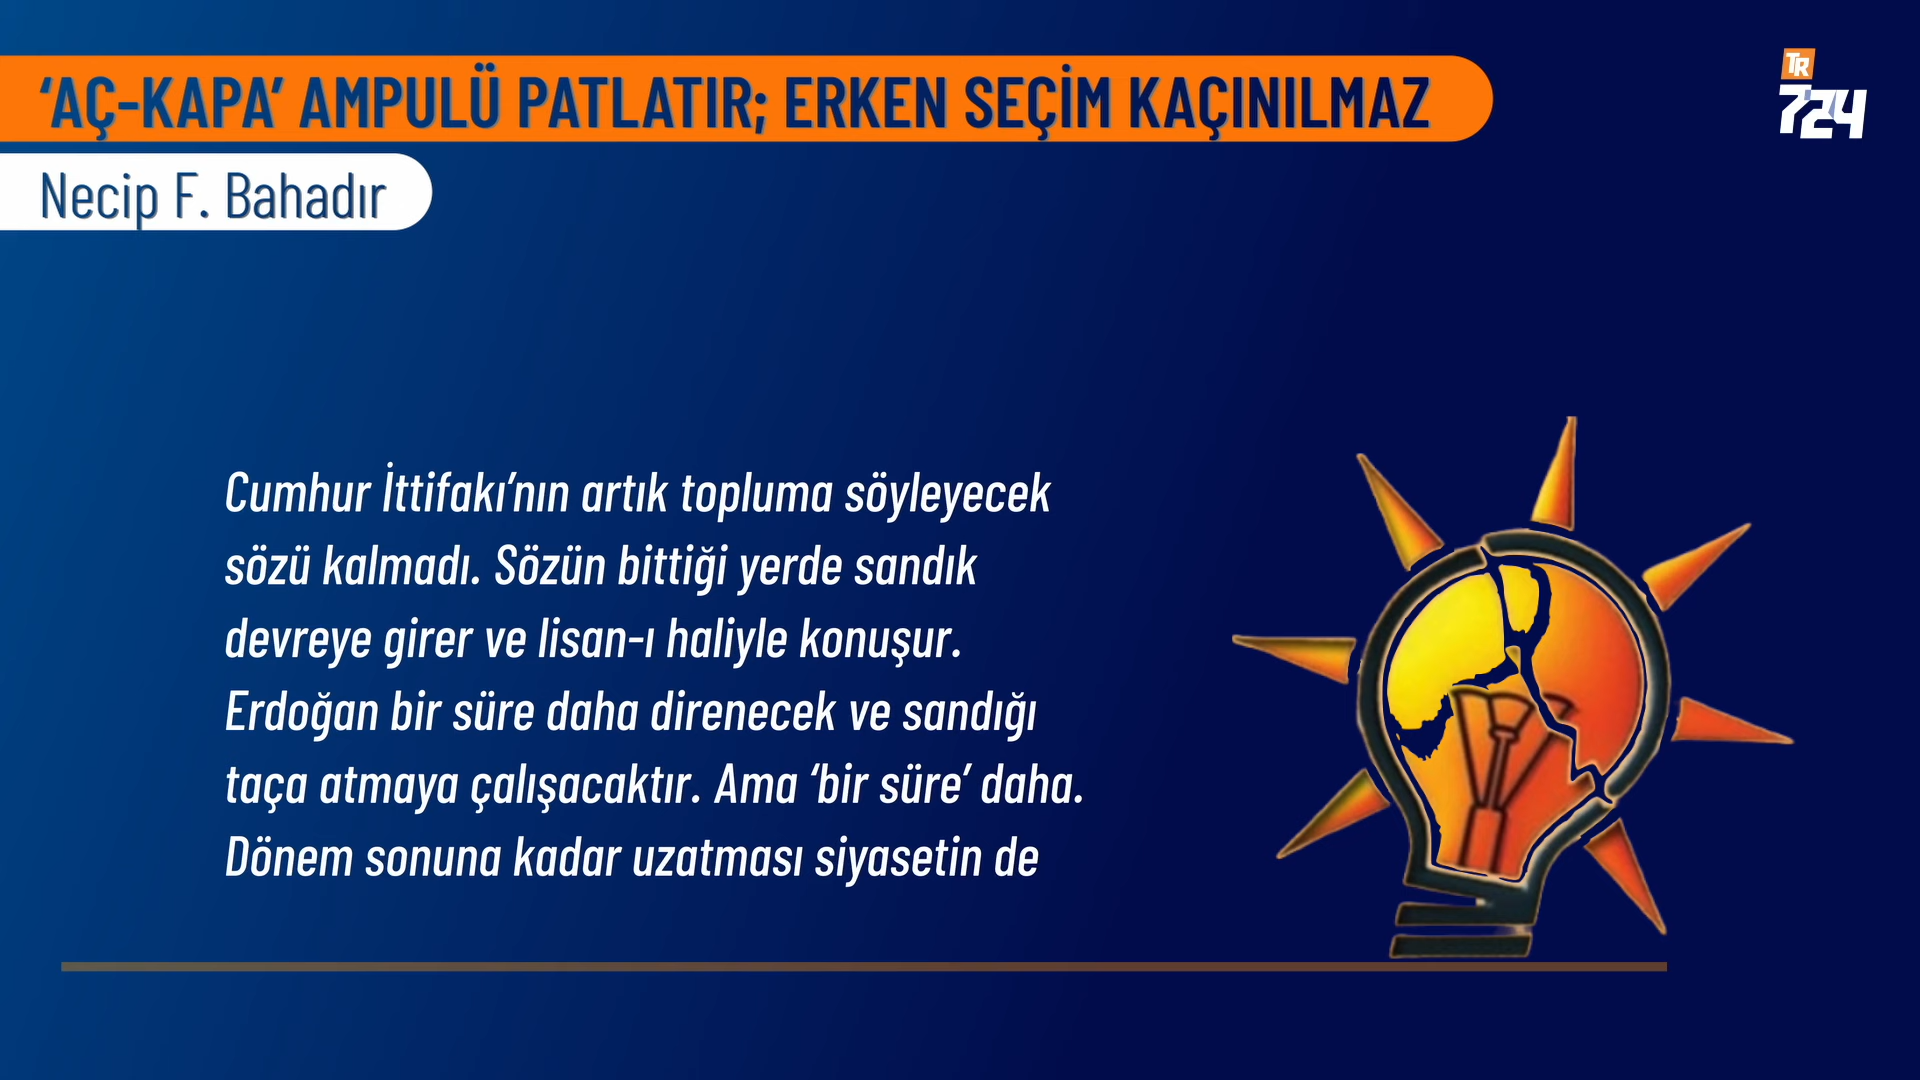 ‘AÇ-KAPA’ AMPULÜ PATLATIR; ERKEN SEÇİM KAÇINILMAZ
TR
724
Necip F. Bahadır
Cumhur İttifakı’nın artık topluma söyleyecek
sözü kalmadı. Sözün bittiği yerde sandık
devreye girer ve lisan-ı haliyle konuşur.
Erdoğan bir süre daha direnecek ve sandığı
taça atmaya çalışacaktır. Ama ‘bir süre’ daha.
Dönem sonuna kadar uzatması siyasetin de